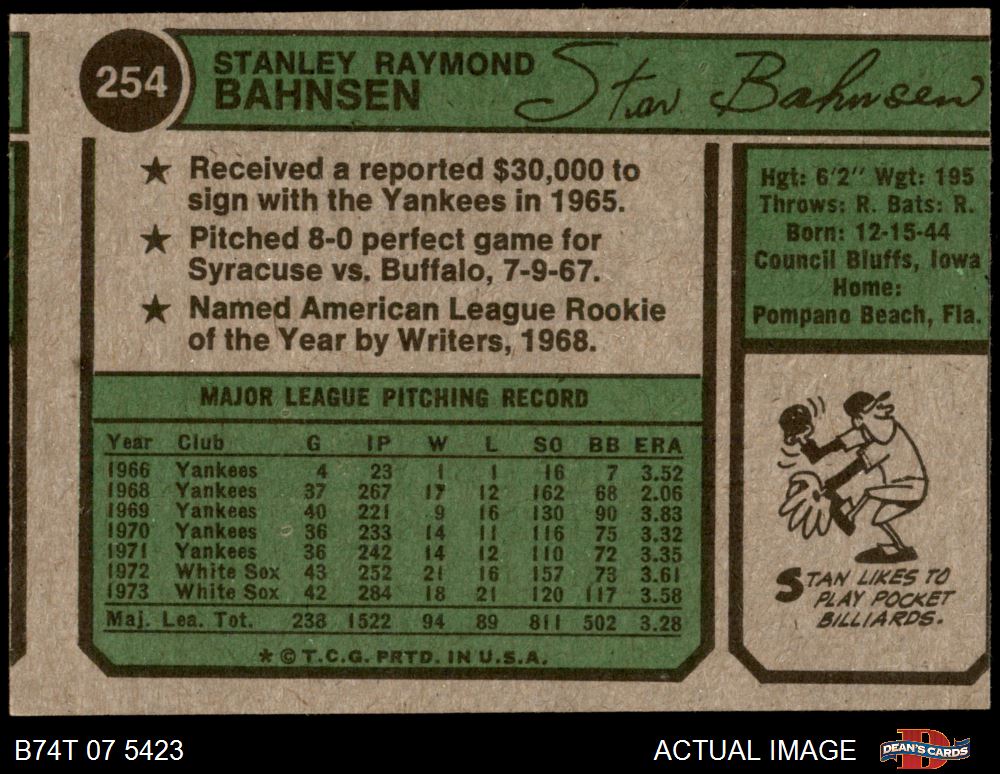 254
STANLEY RAYMOND
BAHNSEN
Stan Bahnsen
★ Received a reported $30,000 to
sign with the Yankees in 1965.
★ Pitched 8-0 perfect game for
Syracuse vs. Buffalo, 7-9-67.
★ Named American League Rookie
of the Year by Writers, 1968.
MAJOR LEAGUE PITCHING RECORD
Year Club G IP W L SO BB ERA
1966 Yankees 4 23 1 1 16 7 3.52
1968 Yankees 37 267 17 12 162 68 2.06
1969 Yankees 40 221 9 16 130 90 3.83
1970 Yankees 36 233 14 11 116 75 3.32
1971 Yankees 36 242 14 12 110 72 3.35
1972 White Sox 43 252 21 16 157 73 3.61
1973 White Sox 42 284 18 21 120 117 3.58
Maj. Lea. Tot. 238 1522 94 89 811 502 3.28
★ © T.C.G. PRTD. IN U.S.A.
Hgt: 6'2" Wgt: 195
Throws: R. Bats: R.
Born: 12-15-44
Council Bluffs, Iowa
Home:
Pompano Beach, Fla.
STAN LIKES TO
PLAY POCKET
BILLIARDS.
B74T 07 5423
ACTUAL IMAGE
DEAN'S CARDS